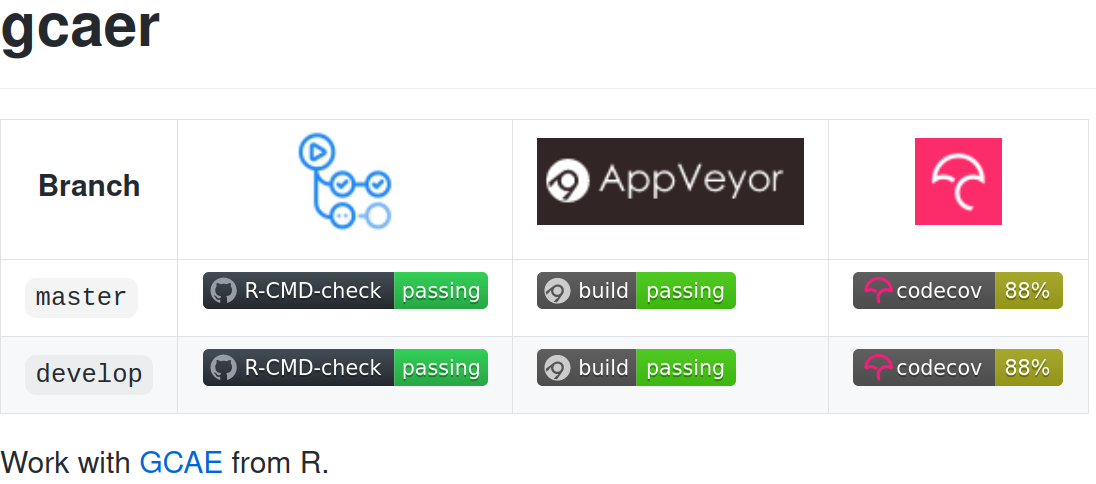 gcaer
Branch AppVeyor
master R-CMD-check passing build passing codecov 88%
develop R-CMD-check passing build passing codecov 88%
Work with GCAE from R.